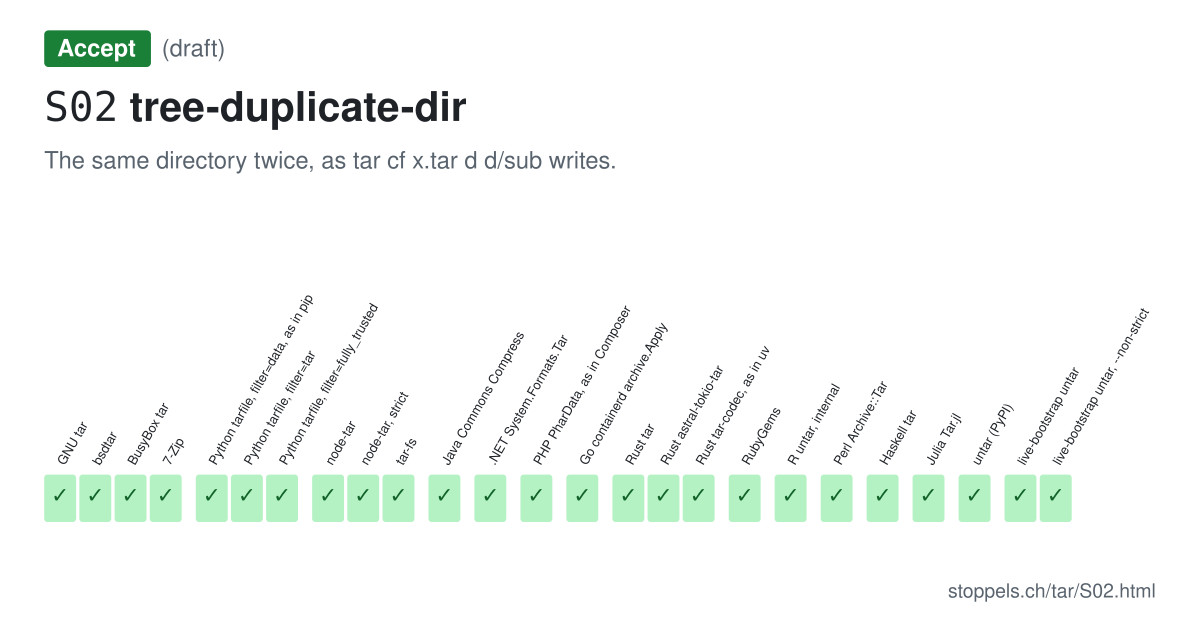 Accept (draft)
S02 tree-duplicate-dir
The same directory twice, as tar cf x.tar d d/sub writes.
GNU tar
bsdtar
BusyBox tar
7-Zip
Python tarfile, filter=data, as in pip
Python tarfile, filter=tar
Python tarfile, filter=fully_trusted
node-tar
node-tar, strict
tar-fs
Java Commons Compress
.NET System.Formats.Tar
PHP PharData, as in Composer
Go containerd archive.Apply
Rust tar
Rust astral-tokio-tar
Rust tar-codec, as in uv
RubyGems
R untar, internal
Perl Archive::Tar
Haskell tar
Julia Tar.jl
untar (PyPI)
live-bootstrap untar
live-bootstrap untar, --non-strict
✓ ✓ ✓ ✓ ✓ ✓ ✓ ✓ ✓ ✓ ✓ ✓ ✓ ✓ ✓ ✓ ✓ ✓ ✓ ✓ ✓ ✓ ✓ ✓ ✓
stoppels.ch/tar/S02.html